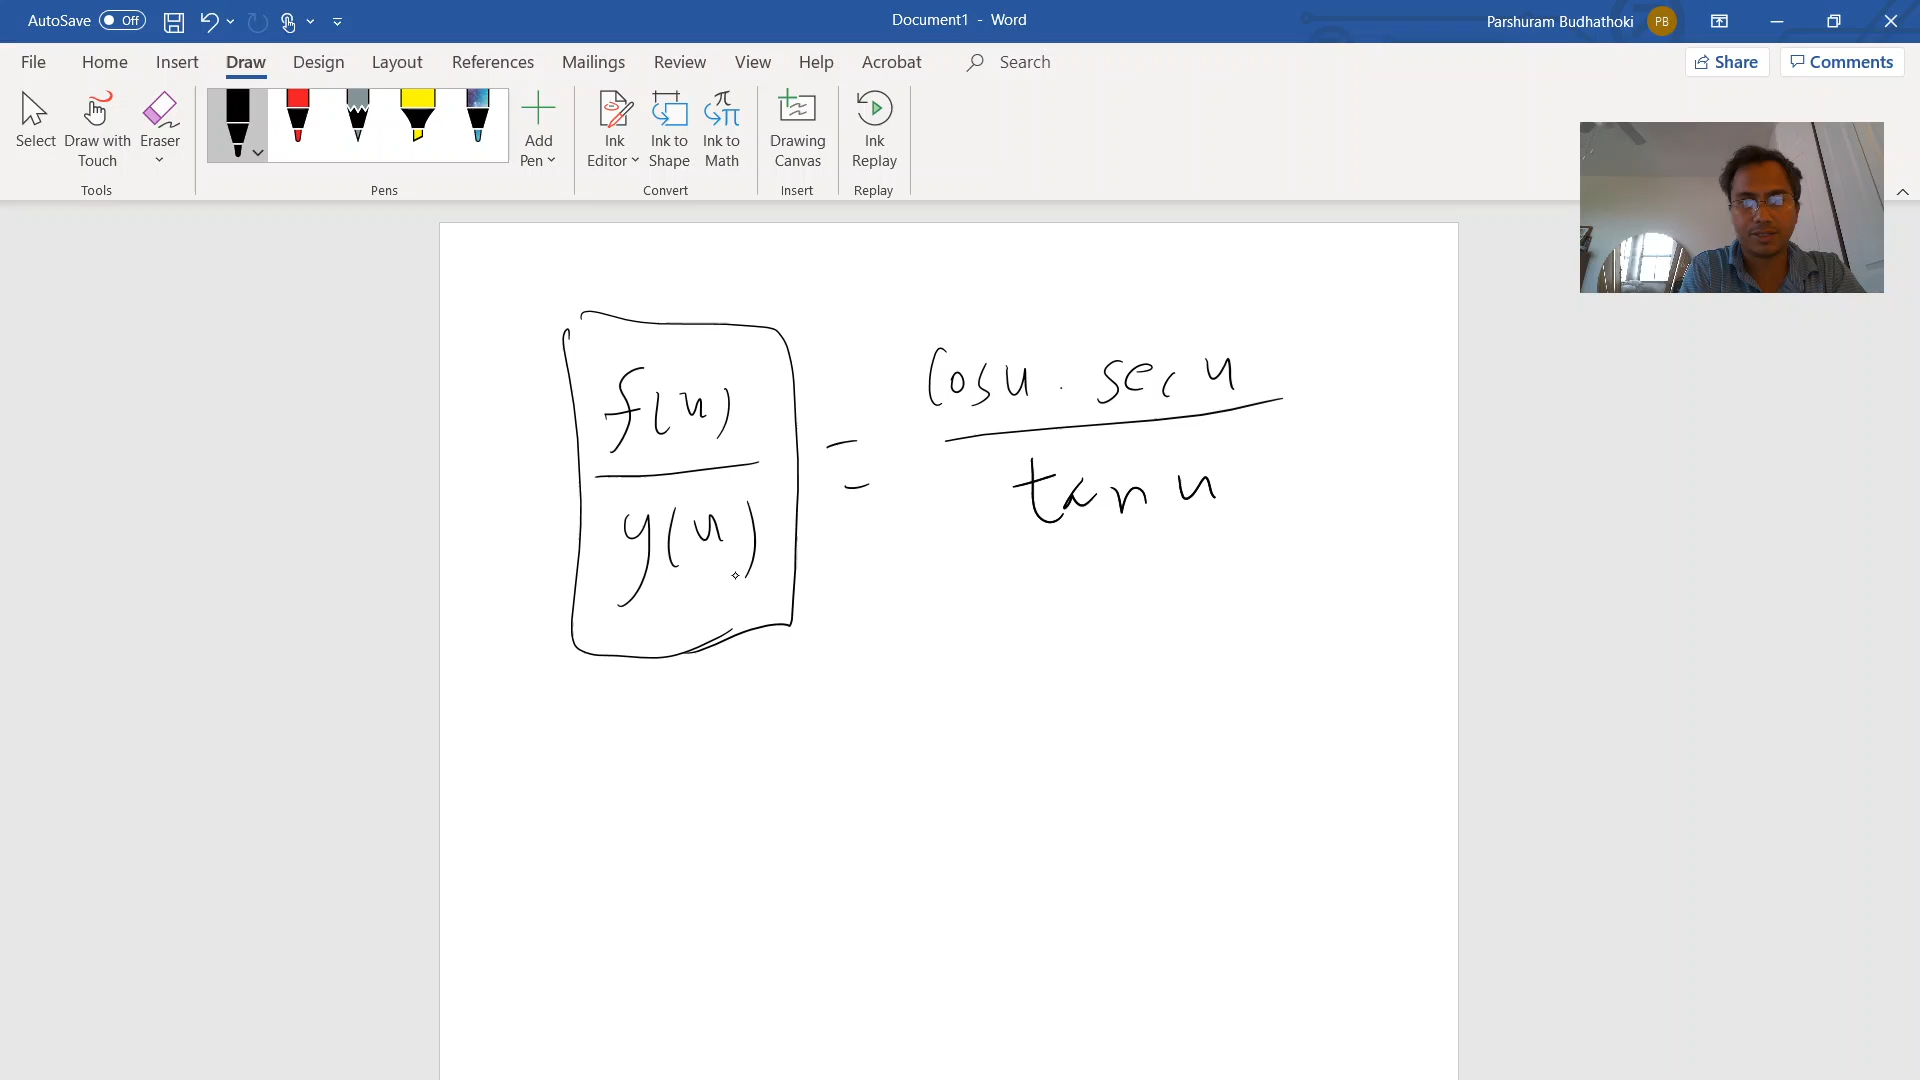 AutoSave Off Document1 - Word Parshuram Budhathoki PB
File Home Insert Draw Design Layout References Mailings Review View Help Acrobat Search Share Comments
Select Draw with Touch Eraser Add Pen Ink Editor Ink to Shape Ink to Math Drawing Canvas Ink Replay
Tools Pens Convert Insert Replay
f(u) = cosu . sec u
y(u) tan u